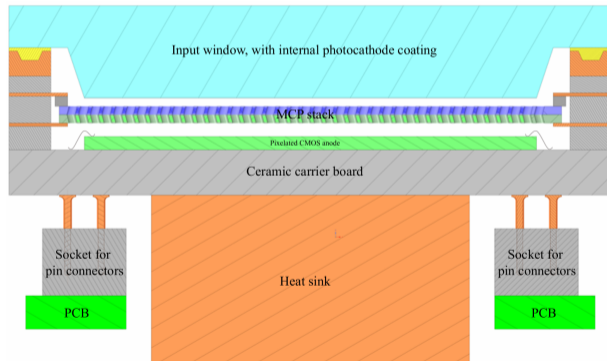 Input window, with internal photocathode coating
MCP stack
Pixelated CMOS anode
Ceramic carrier board
Socket for
pin connectors
Socket for
pin connectors
Heat sink
PCB
PCB